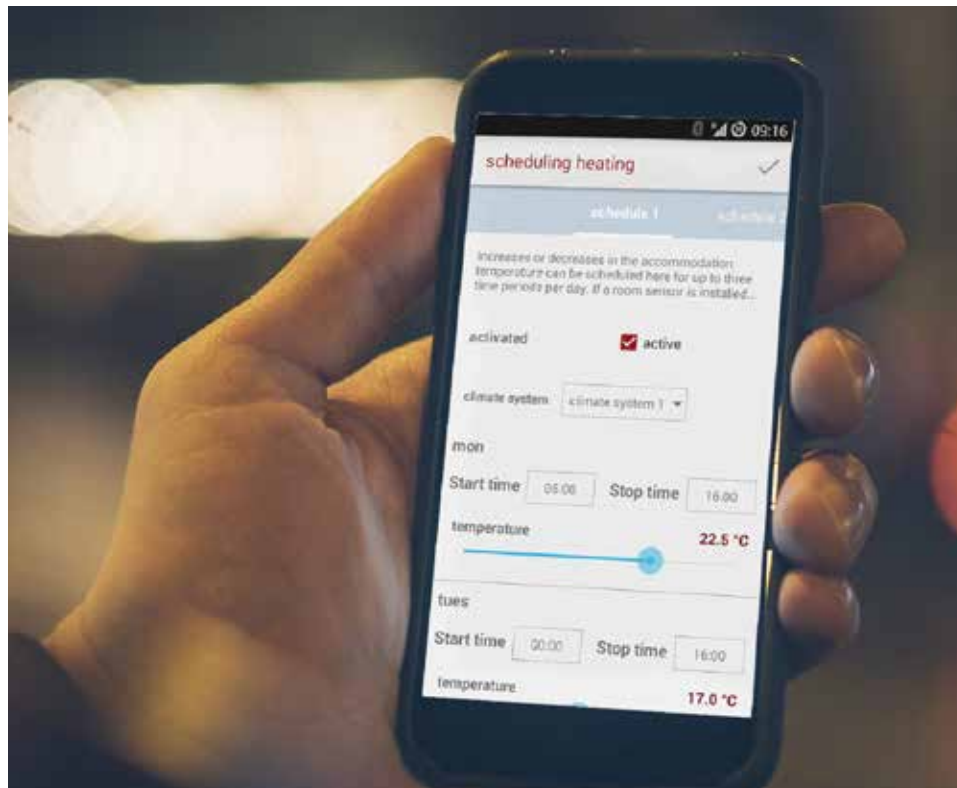 09:16
scheduling heating
schedule 1 schedule 2
Increases or decreases in the accommodation
temperature can be scheduled here for up to three
time periods per day. If a room sensor is installed...
activated active
climate system climate system 1
mon
Start time Stop time 16:00
temperature 22.5 °C
tues
Start time 00:00 Stop time 16:00
temperature 17.0 °C